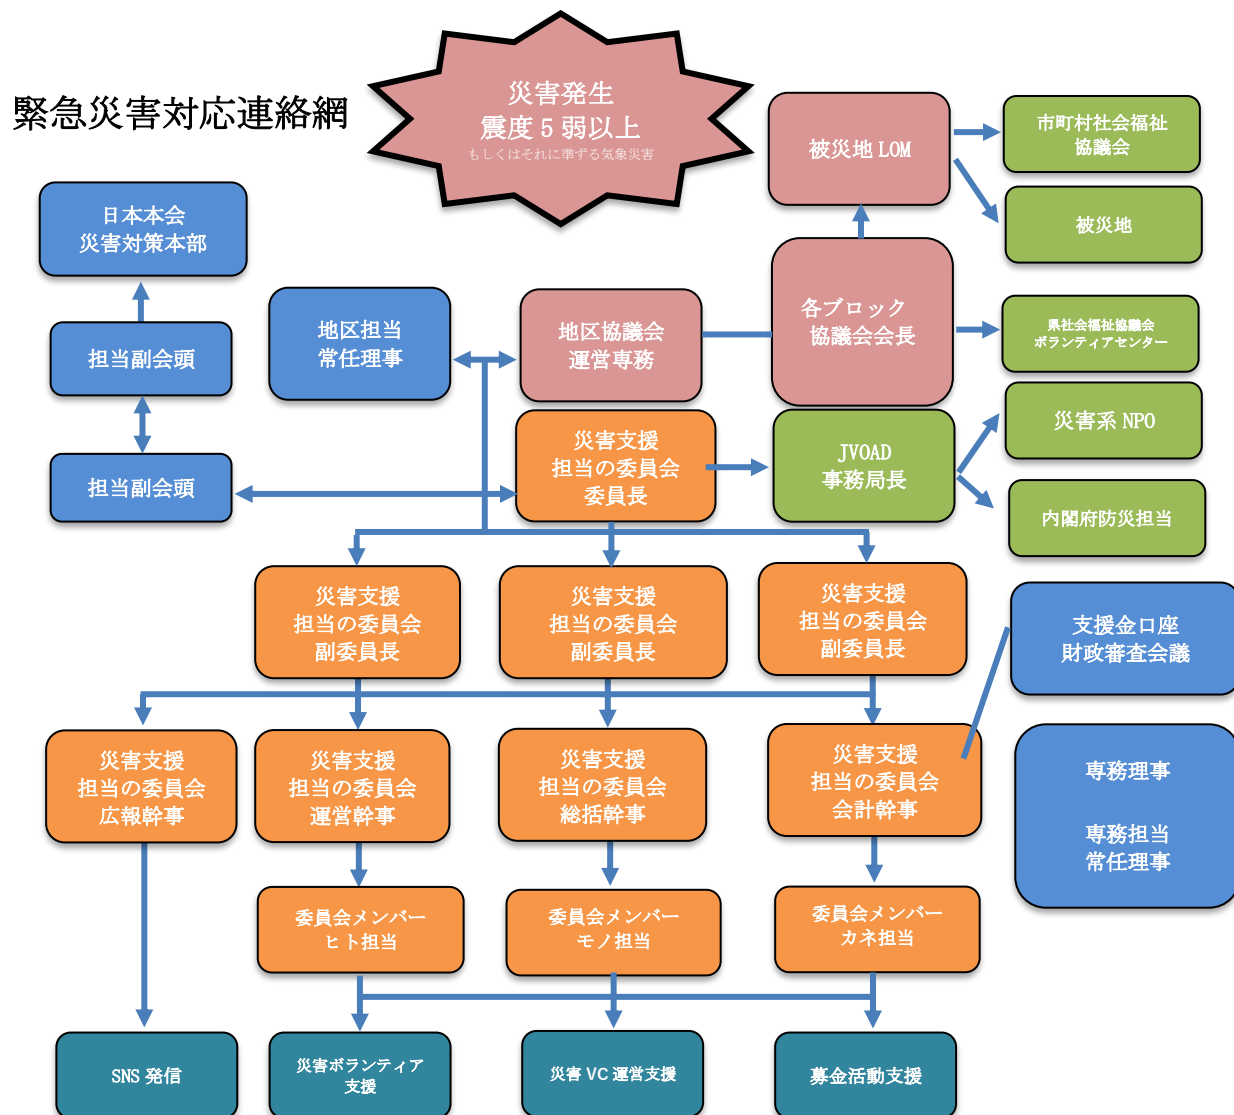 緊急災害対応連絡網
災害発生
震度５弱以上
もしくはそれに準ずる気象災害
被災地 LOM
市町村社会福祉
協議会
被災地
日本本会
災害対策本部
担当副会頭
担当副会頭
地区担当
常任理事
地区協議会
運営専務
各ブロック
協議会会長
県社会福祉協議会
ボランティアセンター
災害支援
担当の委員会
委員長
JVOAD
事務局長
災害系 NPO
内閣府防災担当
災害支援
担当の委員会
副委員長
災害支援
担当の委員会
副委員長
災害支援
担当の委員会
副委員長
支援金口座
財政審査会議
災害支援
担当の委員会
広報幹事
災害支援
担当の委員会
運営幹事
災害支援
担当の委員会
総括幹事
災害支援
担当の委員会
会計幹事
専務理事
専務担当
常任理事
委員会メンバー
ヒト担当
委員会メンバー
モノ担当
委員会メンバー
カネ担当
SNS 発信
災害ボランティア
支援
災害 VC 運営支援
募金活動支援